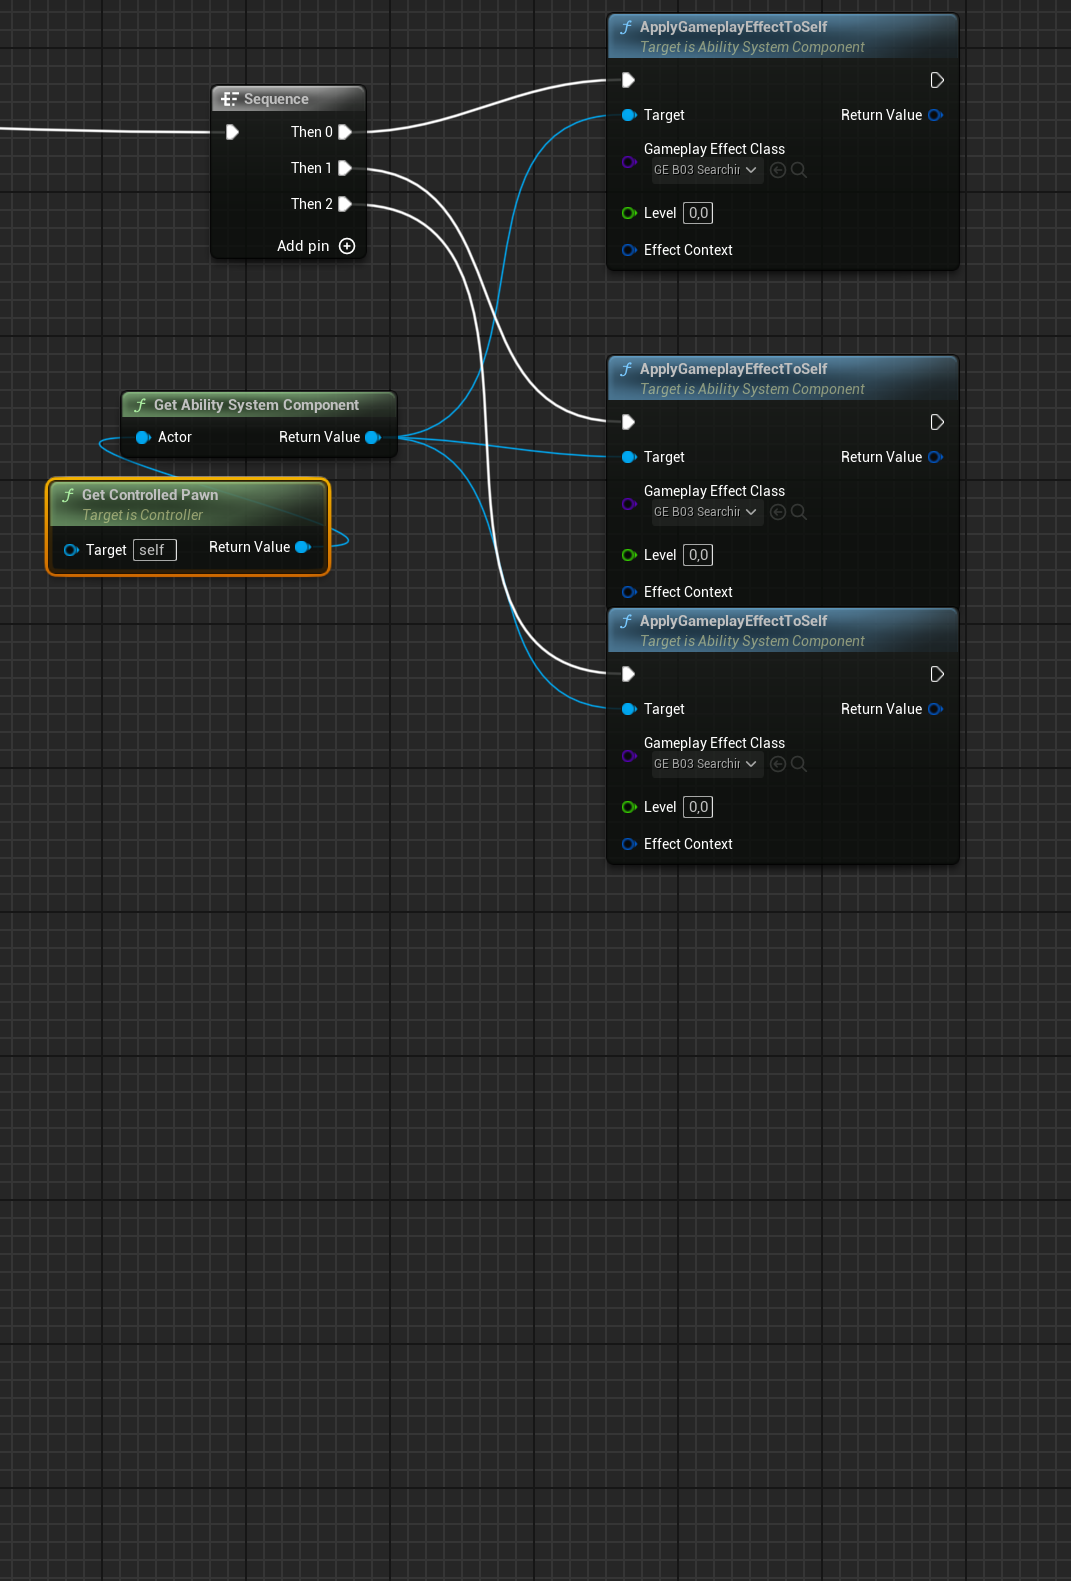 ApplyGameplayEffectToSelf
Target is Ability System Component
Target
Return Value
Gameplay Effect Class
GE B03 Searchir
Level 0,0
Effect Context
Sequence
Then 0
Then 1
Then 2
Add pin
Get Ability System Component
Actor
Return Value
Get Controlled Pawn
Target is Controller
Target self
Return Value
ApplyGameplayEffectToSelf
Target is Ability System Component
Target
Return Value
Gameplay Effect Class
GE B03 Searchir
Level 0,0
Effect Context
ApplyGameplayEffectToSelf
Target is Ability System Component
Target
Return Value
Gameplay Effect Class
GE B03 Searchir
Level 0,0
Effect Context